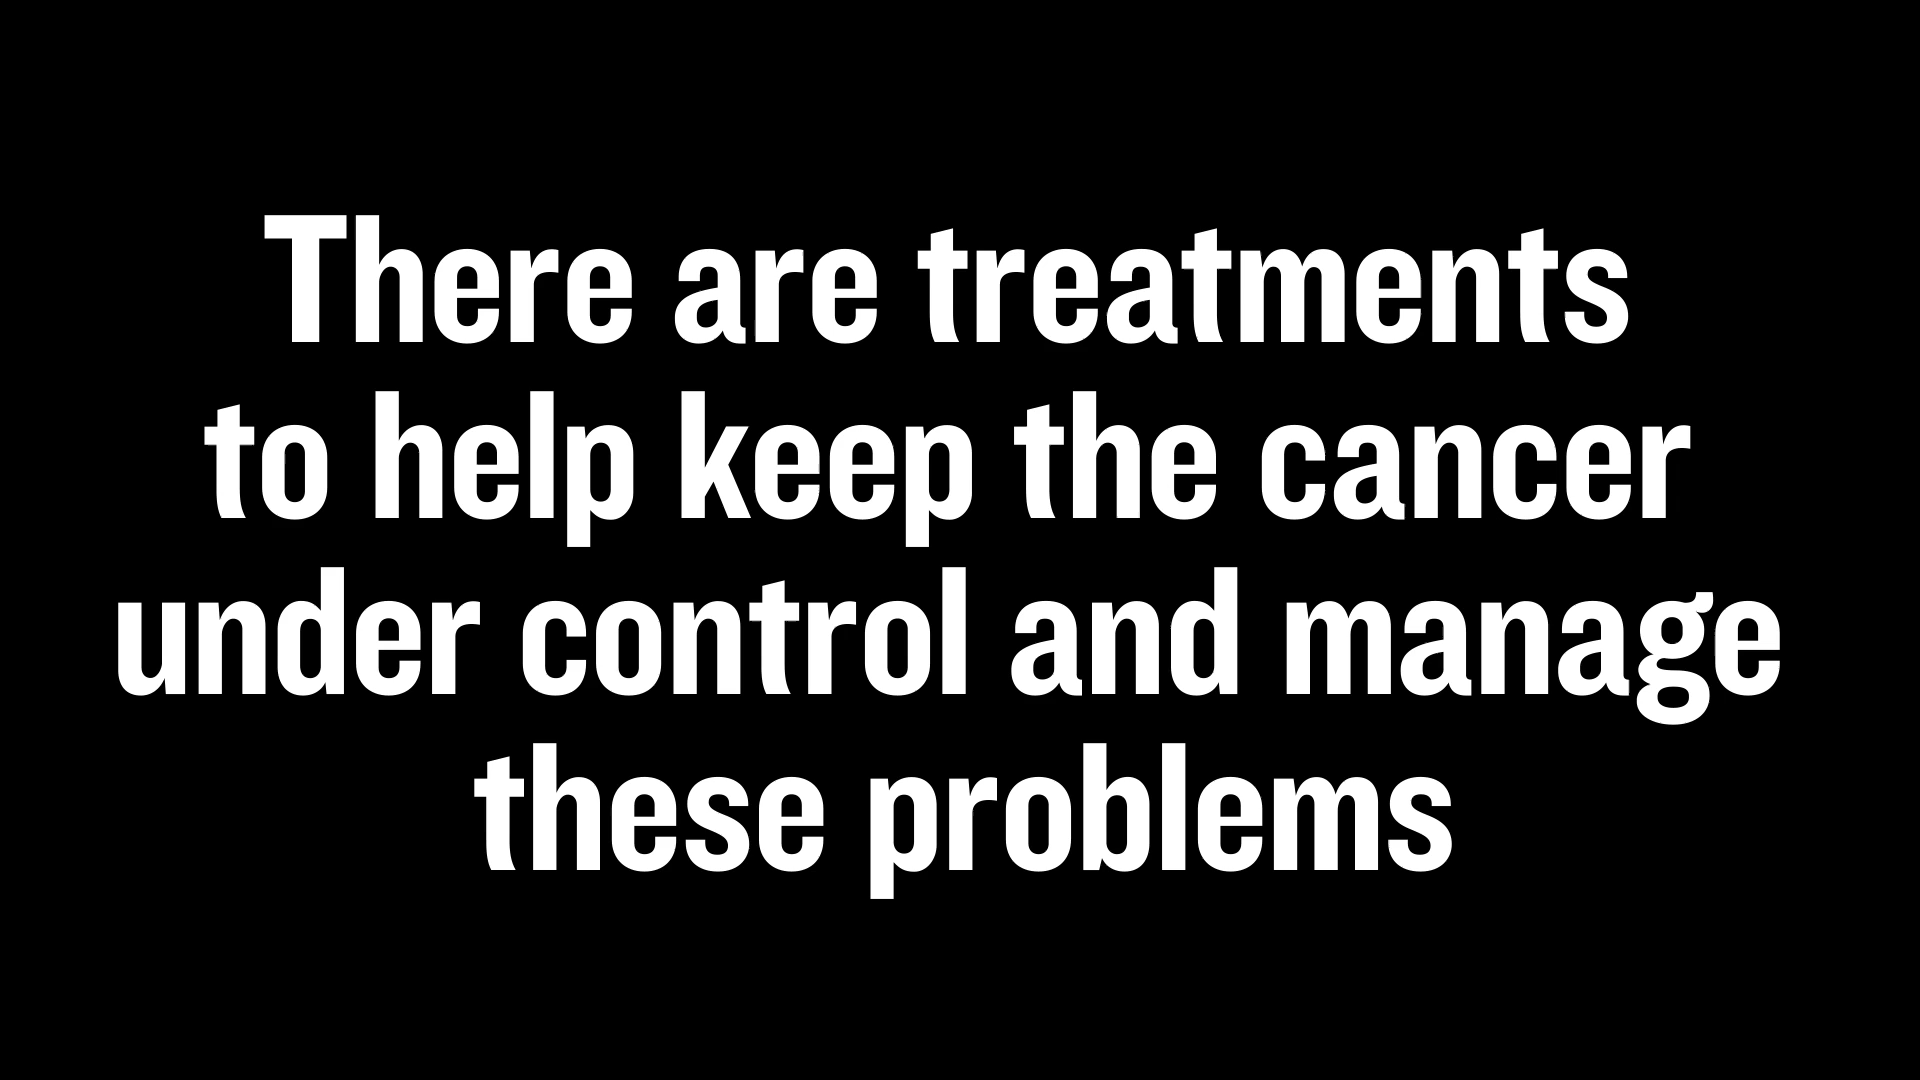 There are treatments
to help keep the cancer
under control and manage
these problems